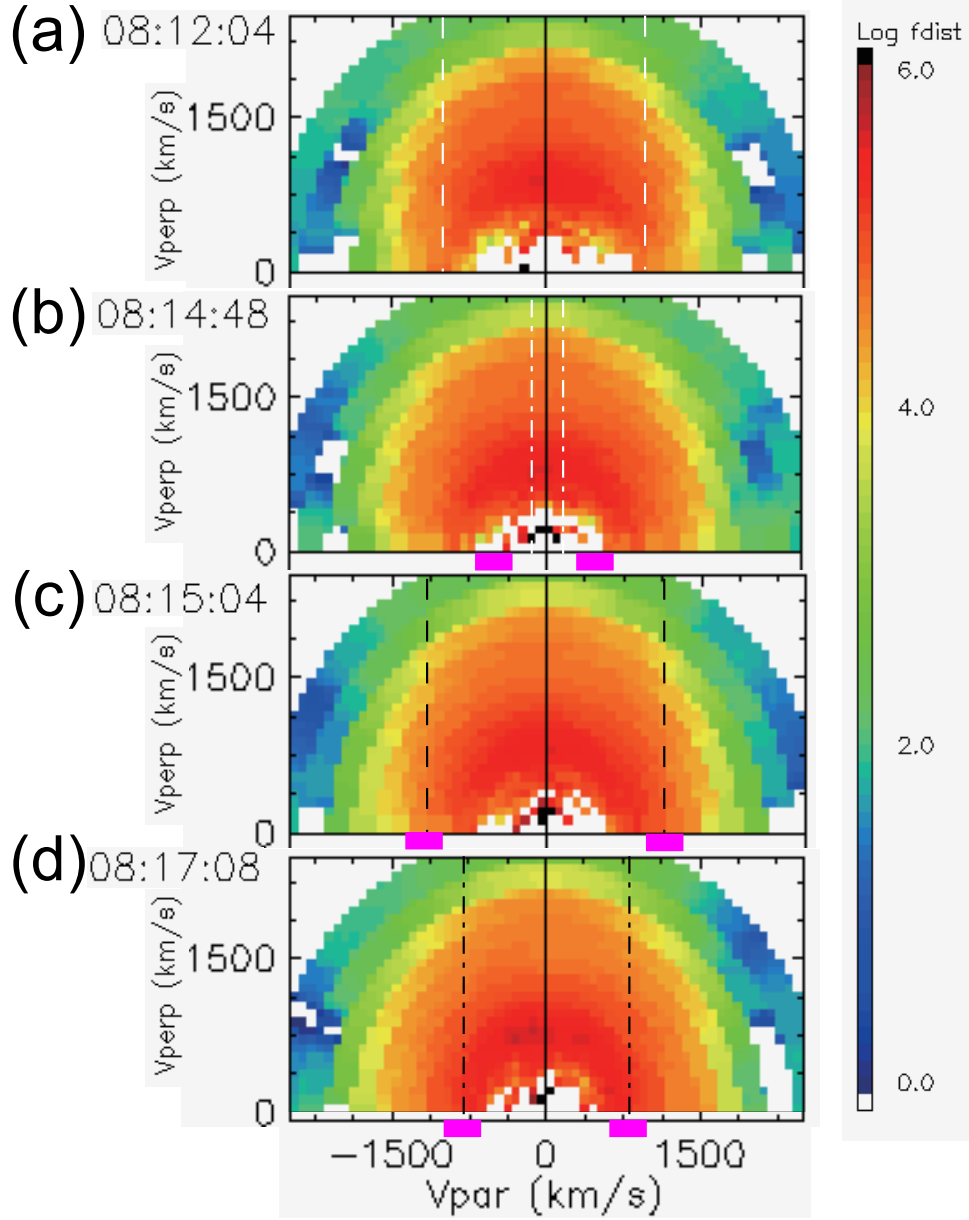 (a) 08:12:04
Log fdist
6.0
4.0
2.0
0.0
Vperp (km/s)
1500
0
(b) 08:14:48
Vperp (km/s)
1500
0
(c) 08:15:04
Vperp (km/s)
1500
0
(d) 08:17:08
Vperp (km/s)
1500
0
−1500 0 1500
Vpar (km/s)